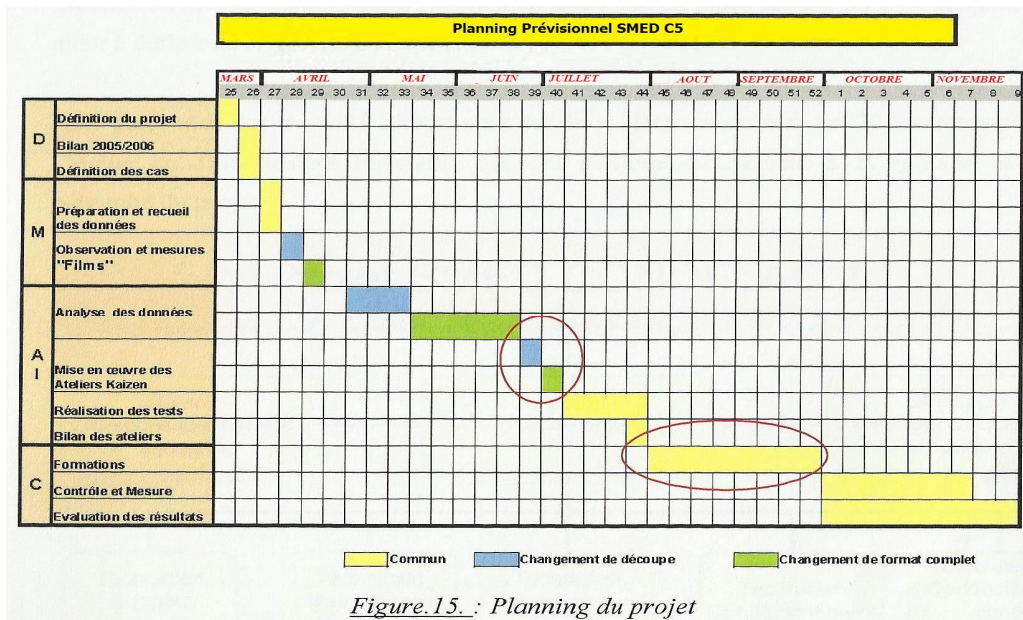 Planning Prévisionnel SMED C5
MARS AVRIL MAI JUIN JUILLET AOUT SEPTEMBRE OCTOBRE NOVEMBRE
25 26 27 28 29 30 31 32 33 34 35 36 37 38 39 40 41 42 43 44 45 46 47 48 49 50 51 52 1 2 3 4 5 6 7 8 9
D
Définition du projet
Bilan 2005/2006
Définition des cas
M
Préparation et recueil
des données
Observation et mesures
"Films"
A
I
Analyse des données
Mise en œuvre des
Ateliers Kaizen
Réalisation des tests
Bilan des ateliers
C
Formations
Contrôle et Mesure
Evaluation des résultats
Commun Changement de découpe Changement de format complet
Figure.15. : Planning du projet